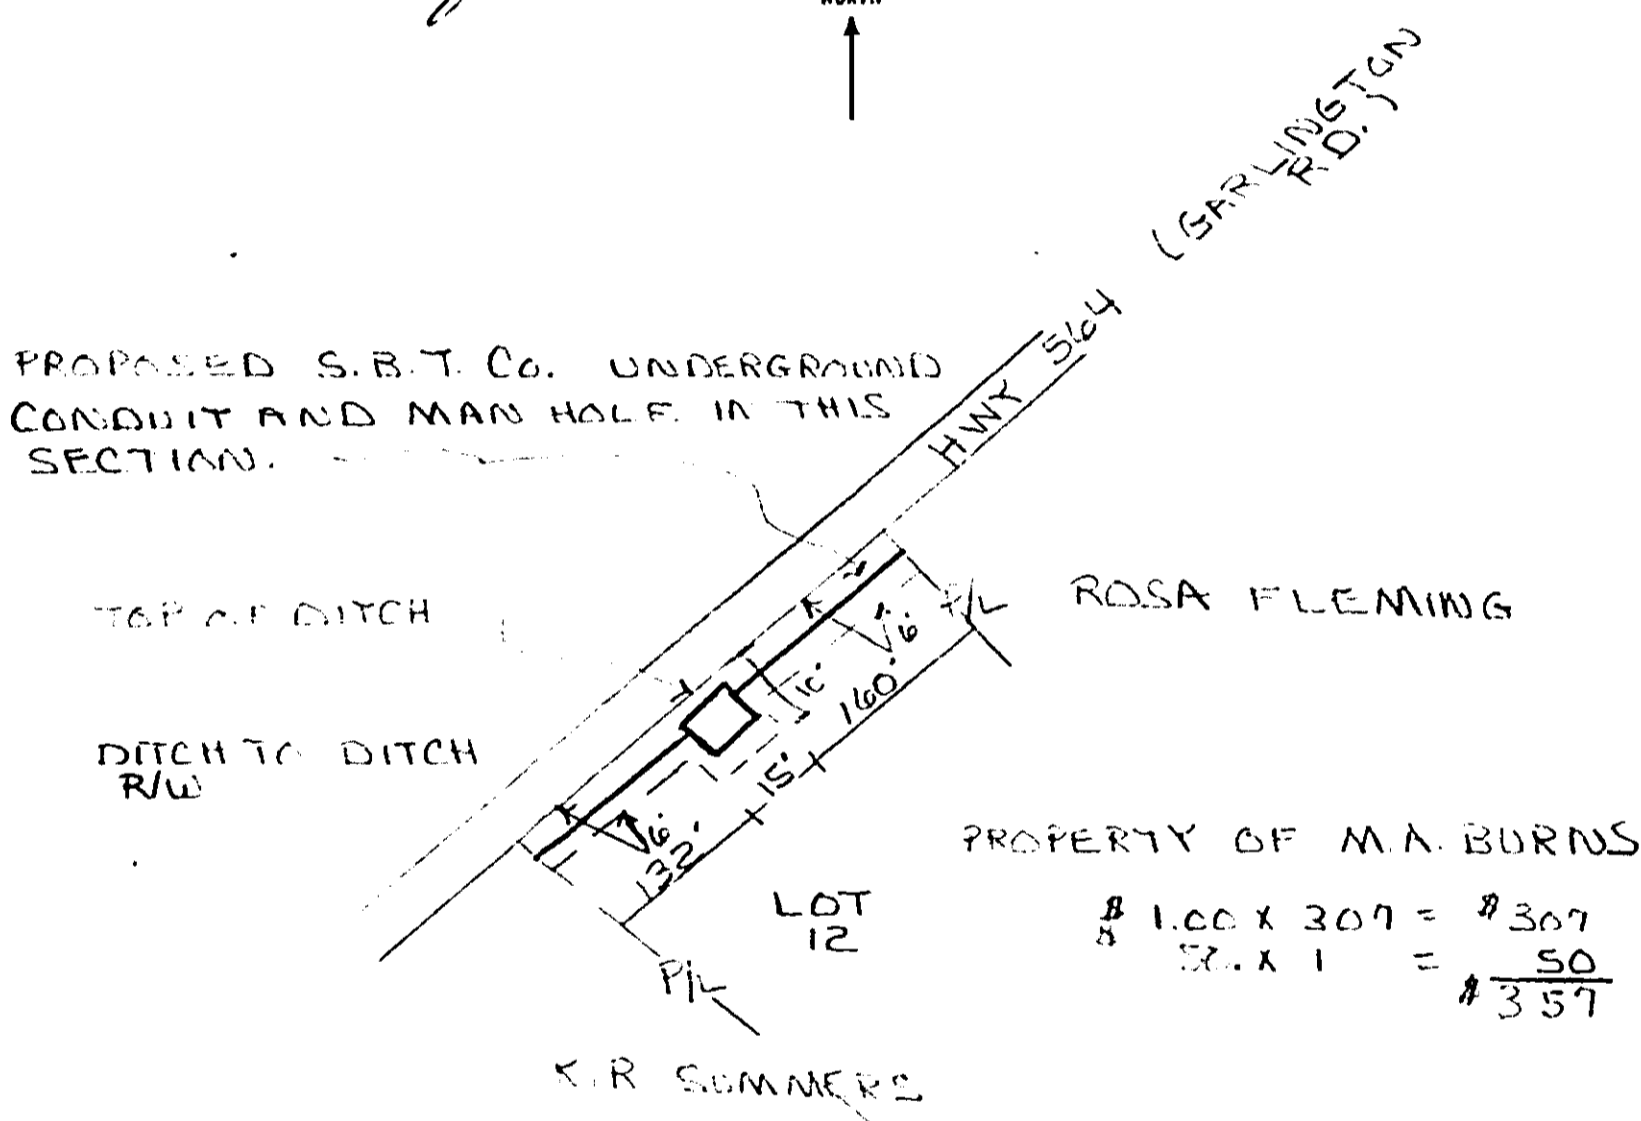 NORTH
(GARLINGTON
RD.)
HWY 564
PROPOSED S.B.T. CO. UNDERGROUND
CONDUIT AND MAN HOLE IN THIS
SECTION.
TOP OF DITCH
DITCH TO DITCH
R/W
P/L
ROSA FLEMING
6'
10'
160'
15'
6'
132'
LOT
12
P/L
PROPERTY OF M.A. BURNS
$ 1.00 X 307 = $307
50. X 1 = 50
$357
R SUMMERS